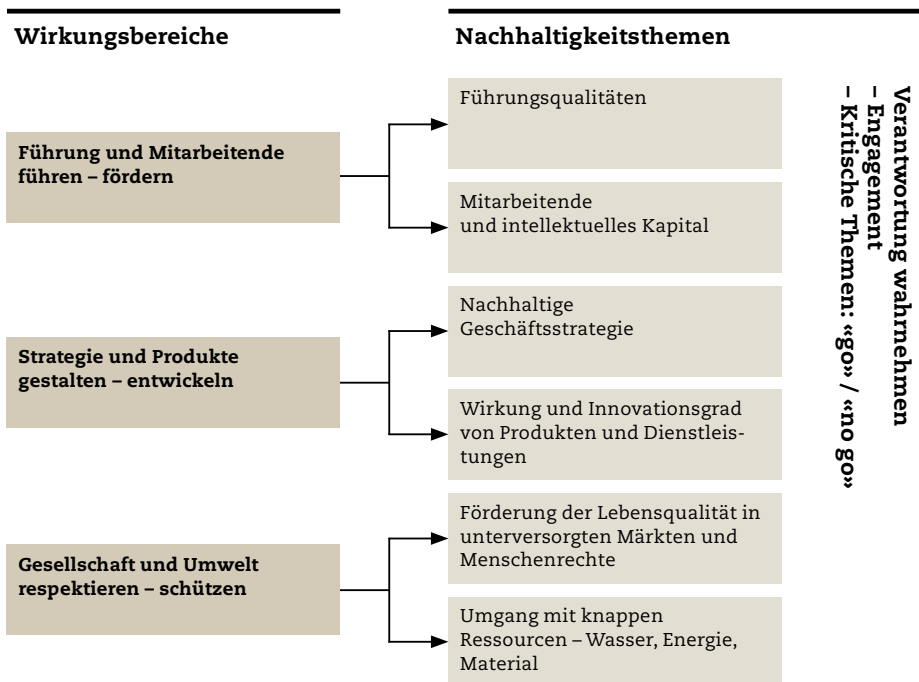 Wirkungsbereiche
Nachhaltigkeitsthemen
Führung und Mitarbeitende
führen – fördern
Führungsqualitäten
Mitarbeitende
und intellektuelles Kapital
Strategie und Produkte
gestalten – entwickeln
Nachhaltige
Geschäftsstrategie
Wirkung und Innovationsgrad
von Produkten und Dienstleis-
tungen
Gesellschaft und Umwelt
respektieren – schützen
Förderung der Lebensqualität in
unterversorgten Märkten und
Menschenrechte
Umgang mit knappen
Ressourcen – Wasser, Energie,
Material
Verantwortung wahrnehmen
– Engagement
– Kritische Themen: «go» / «no go»